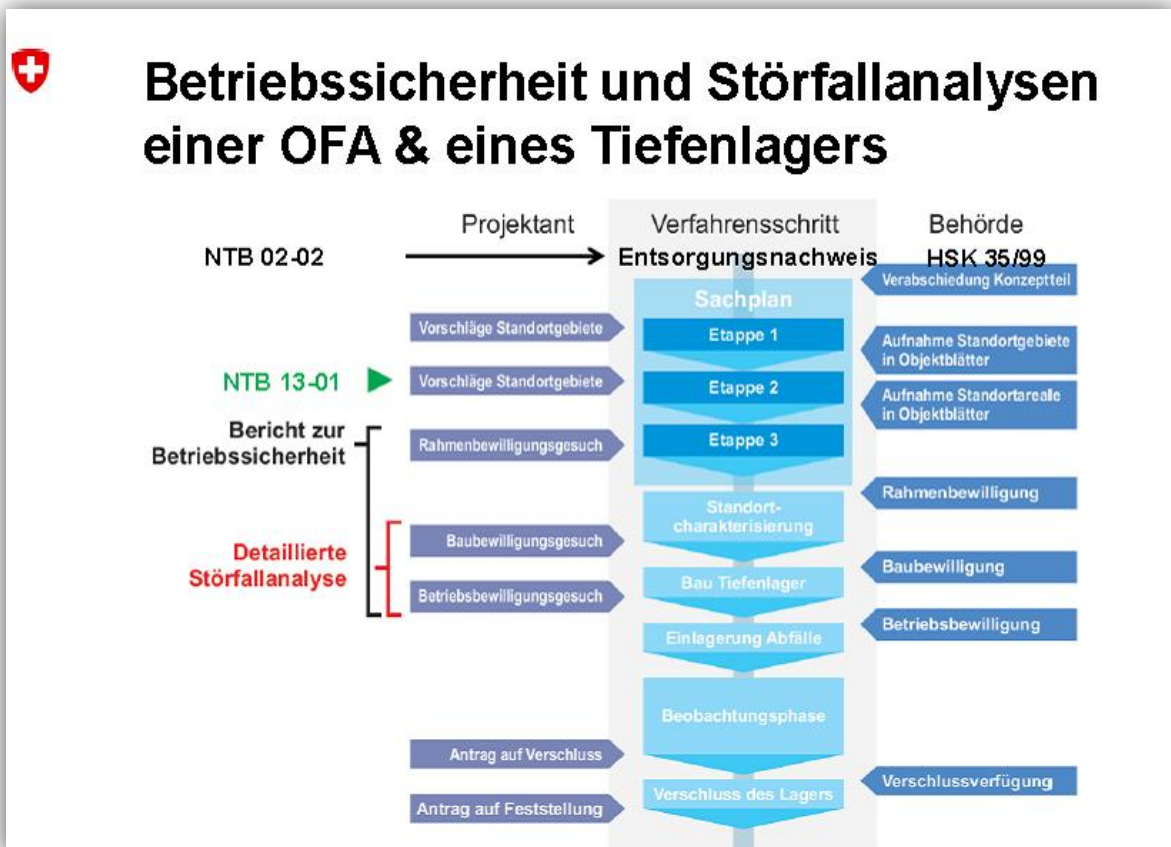 Betriebssicherheit und Störfallanalysen
einer OFA & eines Tiefenlagers
Projektant
Verfahrensschritt
Behörde
NTB 02-02
Entsorgungsnachweis
HSK 35/99
Verabschiedung Konzeptteil
Sachplan
Vorschläge Standortgebiete
Etappe 1
Aufnahme Standortgebiete
in Objektblätter
NTB 13-01
Vorschläge Standortgebiete
Etappe 2
Aufnahme Standortareale
in Objektblätter
Bericht zur
Betriebssicherheit
Rahmenbewilligungsgesuch
Etappe 3
Rahmenbewilligung
Standort-
charakterisierung
Detaillierte
Störfallanalyse
Baubewilligungsgesuch
Baubewilligung
Bau Tiefenlager
Betriebsbewilligungsgesuch
Betriebsbewilligung
Einlagerung Abfälle
Beobachtungsphase
Antrag auf Verschluss
Verschlussverfügung
Verschluss des Lagers
Antrag auf Feststellung